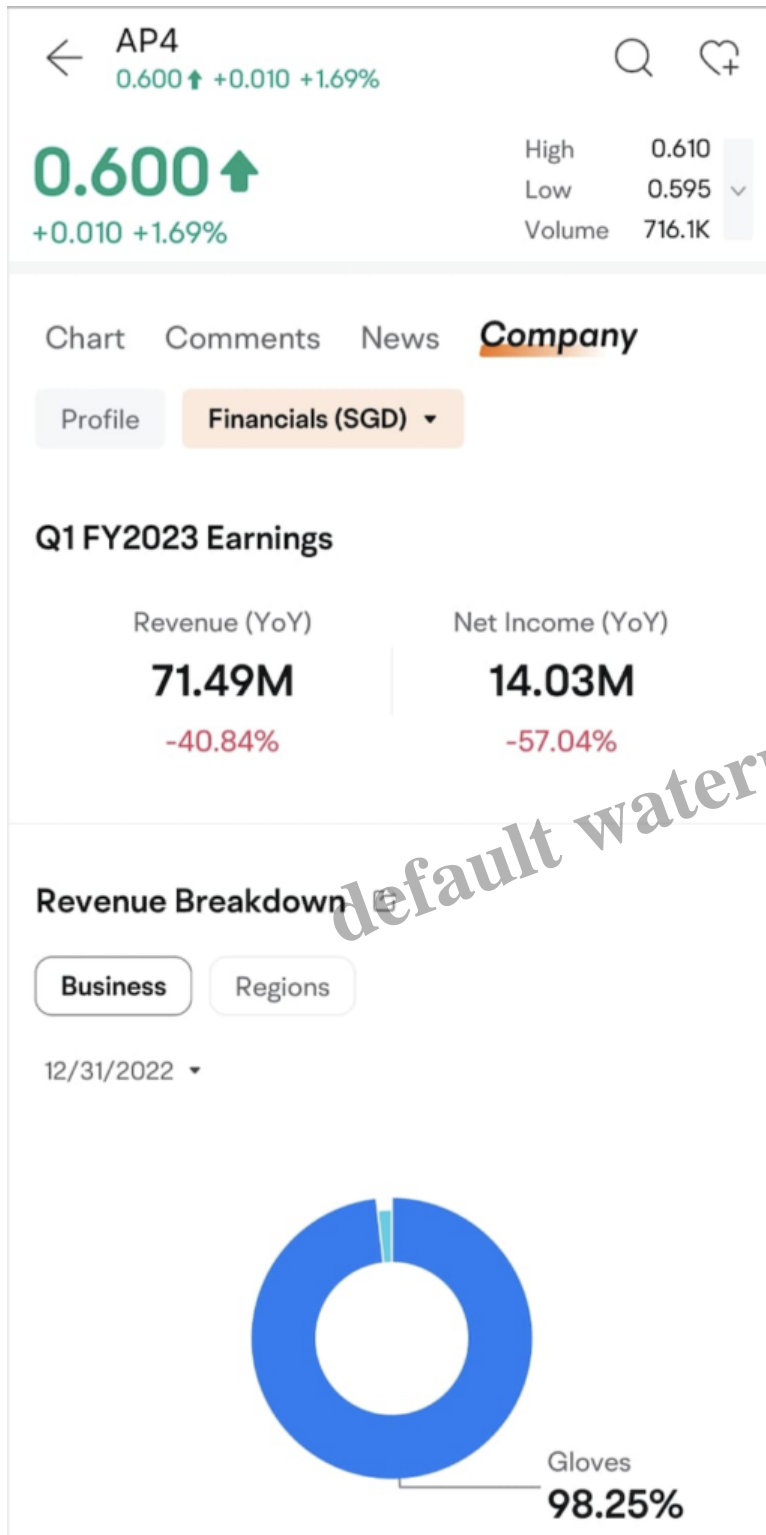 AP4
0.600 +0.010 +1.69%
0.600
+0.010 +1.69%
High 0.610
Low 0.595
Volume 716.1K
Chart Comments News Company
Profile Financials (SGD)
Q1 FY2023 Earnings
Revenue (YoY) Net Income (YoY)
71.49M 14.03M
-40.84% -57.04%
default
Revenue Breakdown
Business Regions
12/31/2022
Gloves
98.25%